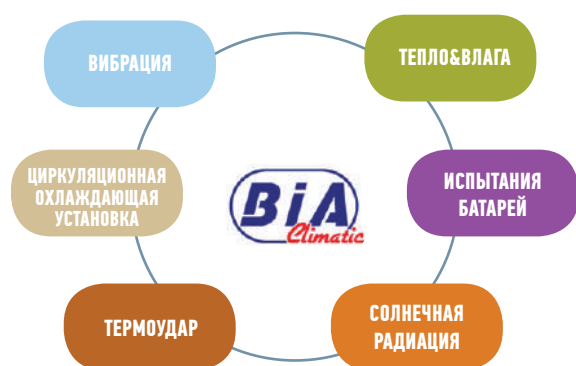 ВИБРАЦИЯ
ТЕПЛО&ВЛАГА
ЦИРКУЛЯЦИОННАЯ
ОХЛАЖДАЮЩАЯ
УСТАНОВКА
BiA
Climatic
ИСПЫТАНИЯ
БАТАРЕЙ
ТЕРМОУДАР
СОЛНЕЧНАЯ
РАДИАЦИЯ